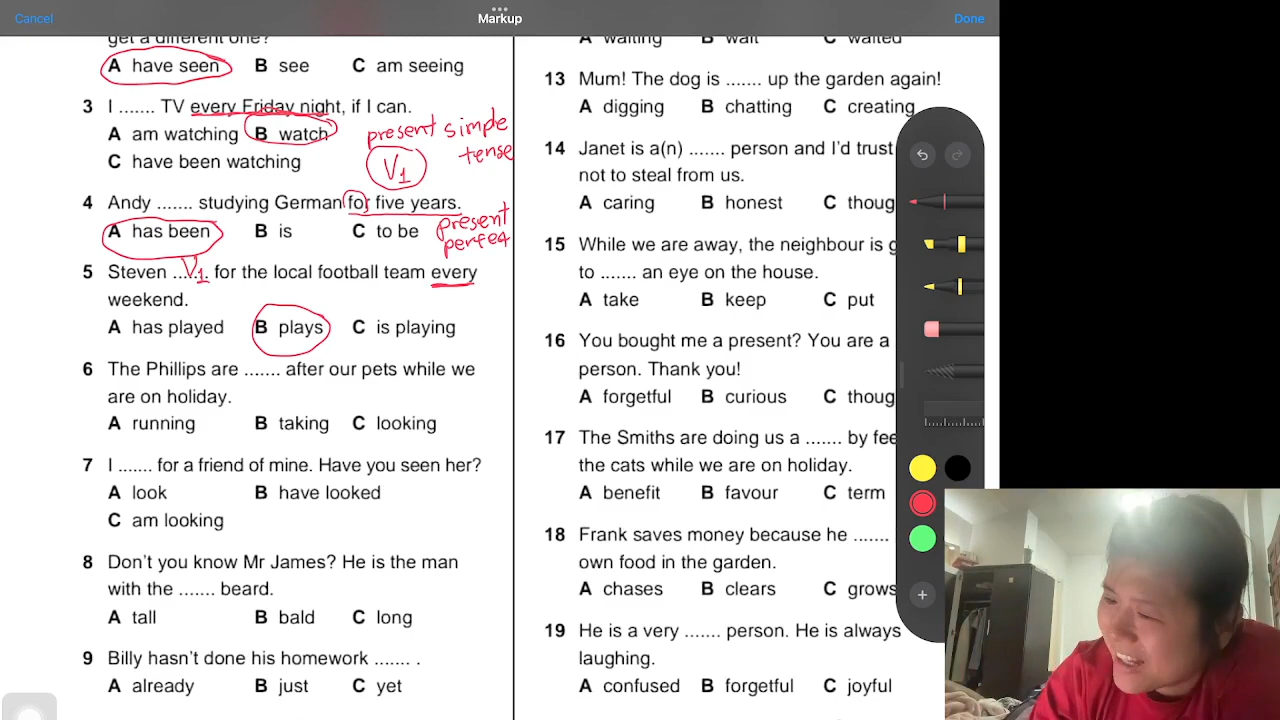 Cancel
Markup
Done
get a different one?
A have seen B see C am seeing
3 I ....... TV every Friday night, if I can.
A am watching B watch
C have been watching
present simple
tense
V1
4 Andy ....... studying German for five years.
A has been B is C to be
present
perfect
V1
5 Steven ....... for the local football team every
weekend.
A has played B plays C is playing
6 The Phillips are ....... after our pets while we
are on holiday.
A running B taking C looking
7 I ....... for a friend of mine. Have you seen her?
A look B have looked
C am looking
8 Don't you know Mr James? He is the man
with the ....... beard.
A tall B bald C long
9 Billy hasn't done his homework ....... .
A already B just C yet
A waiting B wait C waited
13 Mum! The dog is ....... up the garden again!
A digging B chatting C creating
14 Janet is a(n) ....... person and I'd trust
not to steal from us.
A caring B honest C thoug
15 While we are away, the neighbour is g
to ....... an eye on the house.
A take B keep C put
16 You bought me a present? You are a
person. Thank you!
A forgetful B curious C thoug
17 The Smiths are doing us a ....... by fee
the cats while we are on holiday.
A benefit B favour C term
18 Frank saves money because he .......
own food in the garden.
A chases B clears C grows
19 He is a very ....... person. He is always
laughing.
A confused B forgetful C joyful